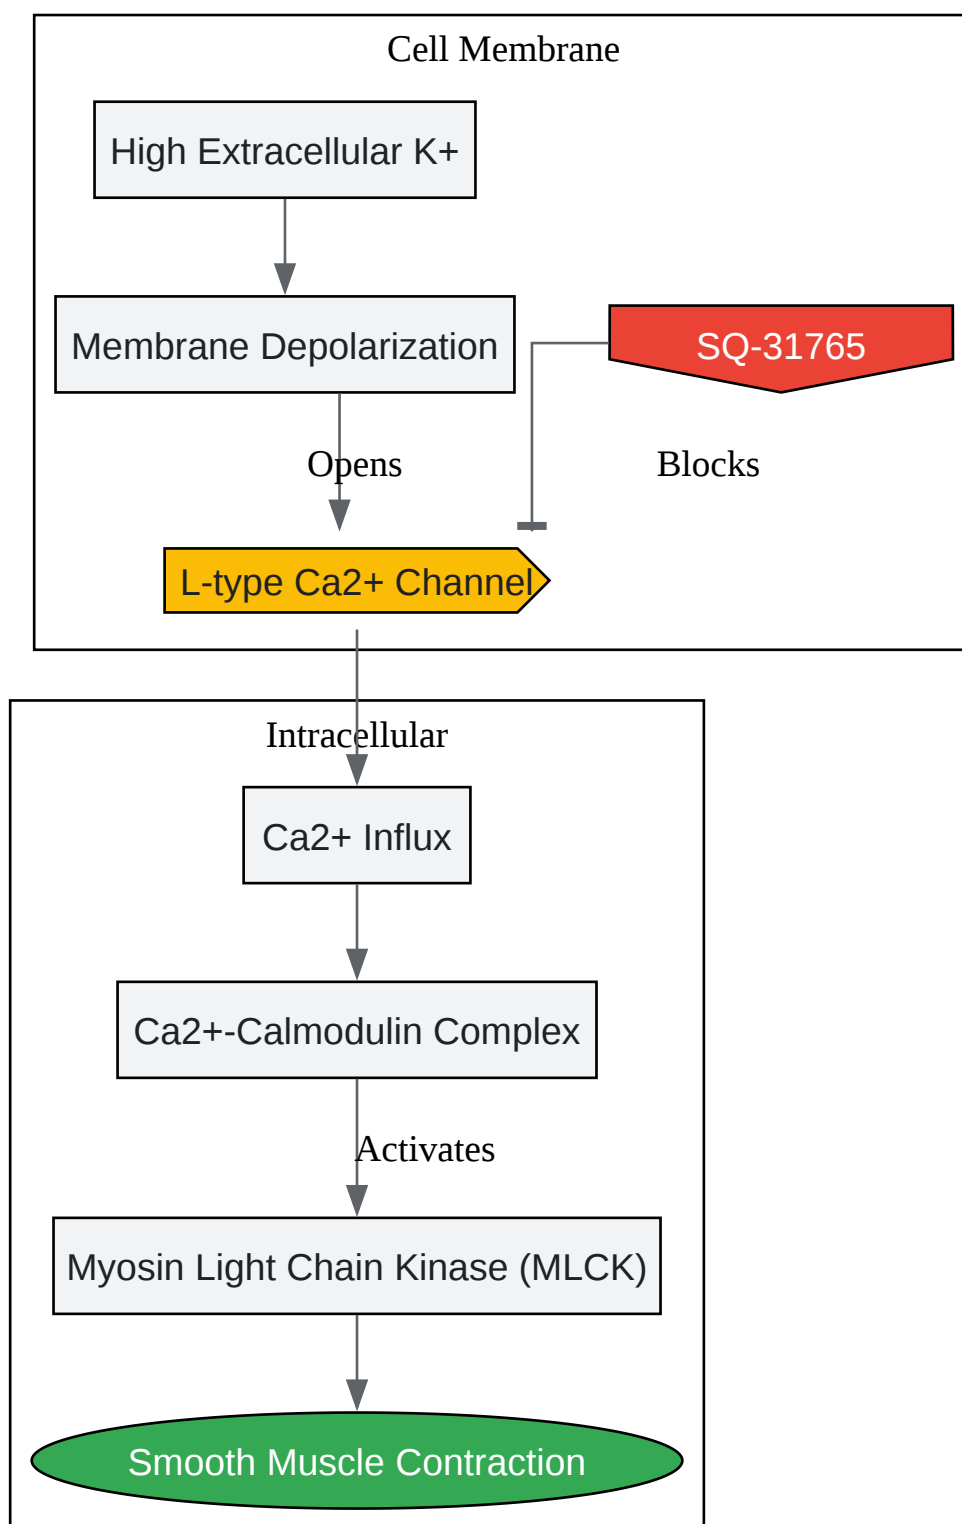 Cell Membrane
High Extracellular K+
Membrane Depolarization
SQ-31765
Opens
Blocks
L-type Ca2+ Channel
Intracellular
Ca2+ Influx
Ca2+-Calmodulin Complex
Activates
Myosin Light Chain Kinase (MLCK)
Smooth Muscle Contraction